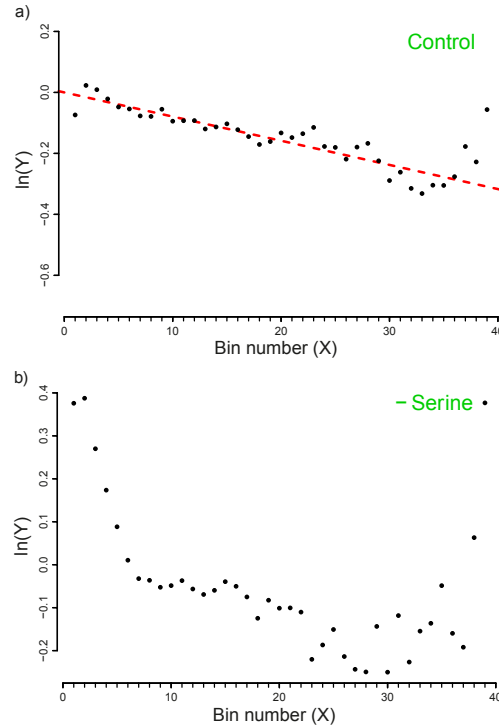 a)
Control
ln(Y)
0.2
0.0
-0.2
-0.4
-0.6
0 10 20 30 40
Bin number (X)
b)
– Serine
ln(Y)
0.4
0.3
0.2
0.1
0.0
-0.1
-0.2
0 10 20 30 40
Bin number (X)